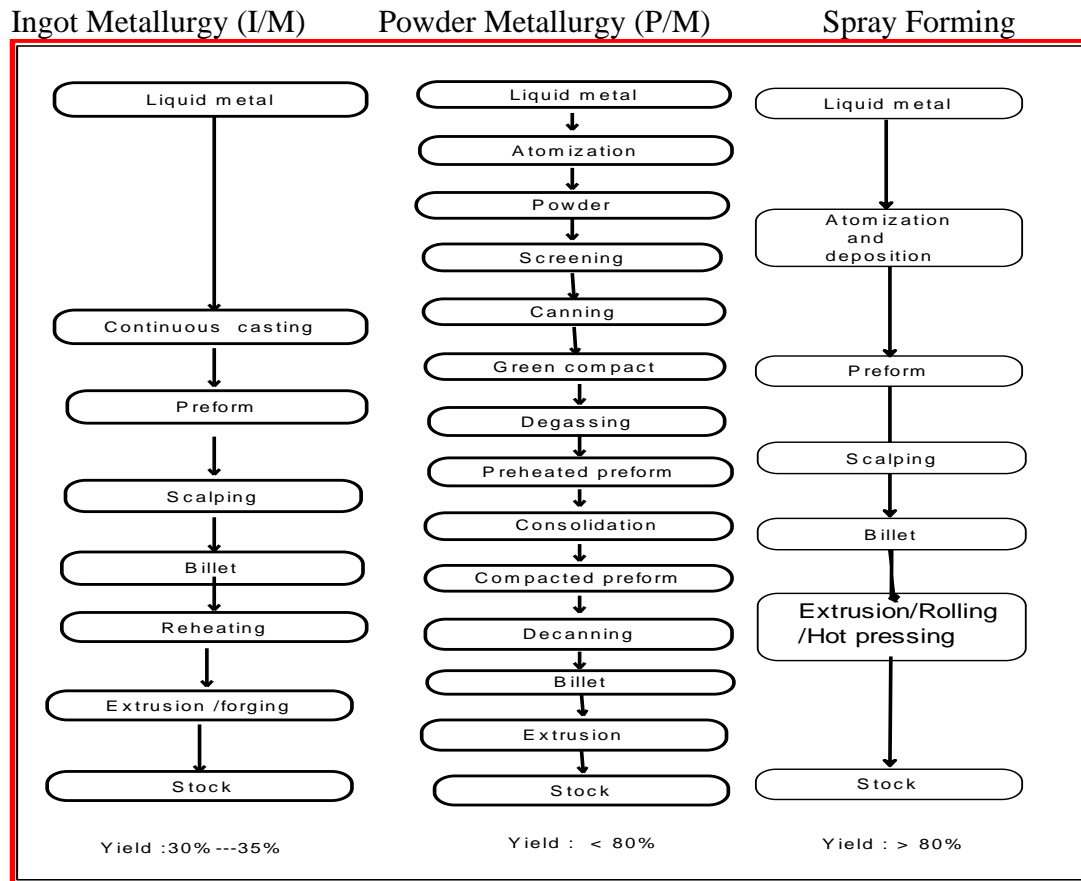 Ingot Metallurgy (I/M)
Powder Metallurgy (P/M)
Spray Forming
Liquid metal
Continuous casting
Preform
Scalping
Billet
Reheating
Extrusion /forging
Stock
Yield :30% ---35%
Liquid metal
Atomization
Powder
Screening
Canning
Green compact
Degassing
Preheated preform
Consolidation
Compacted preform
Decanning
Billet
Extrusion
Stock
Yield : < 80%
Liquid metal
Atomization
and
deposition
Preform
Scalping
Billet
Extrusion/Rolling
/Hot pressing
Stock
Yield : > 80%